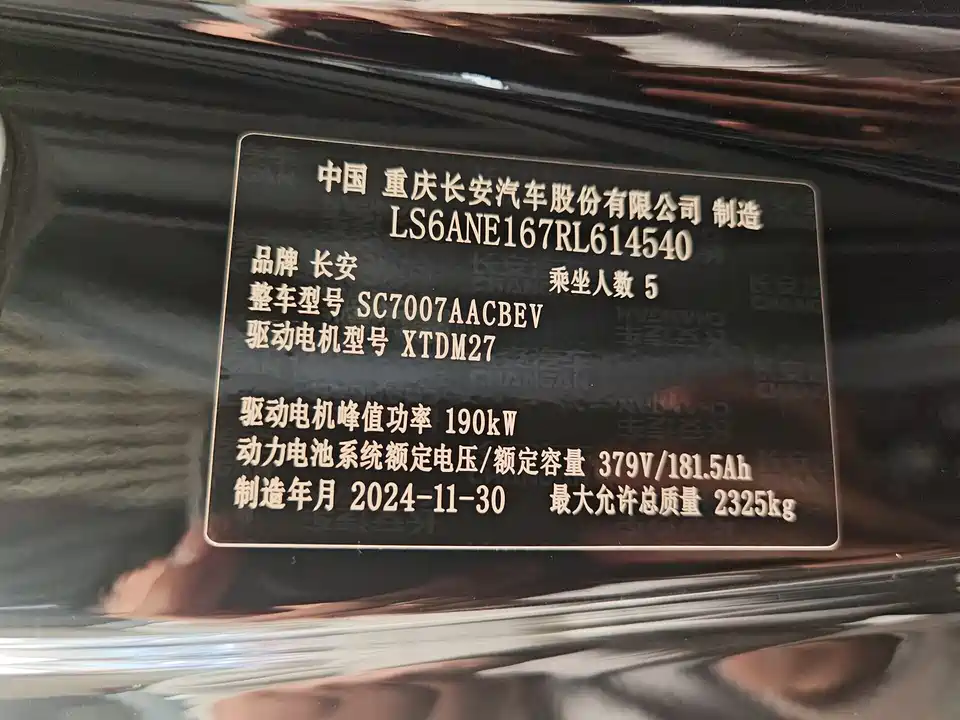 中国 重庆长安汽车股份有限公司 制造
LS6ANE167RL614540
品牌 长安 乘坐人数 5
整车型号 SC7007AACBEV
驱动电机型号 XTDM27
驱动电机峰值功率 190kW
动力电池系统额定电压/额定容量 379V/181.5Ah
制造年月 2024-11-30 最大允许总质量 2325kg